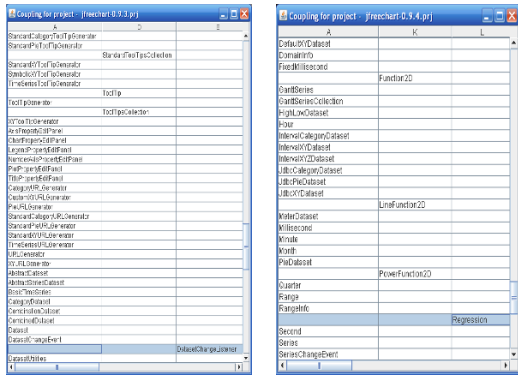 Coupling for project - jfreechart-0.9.3.prj
A
StandardCategoryToolTipGenerator
StandardPieToolTipGenerator
StandardToolTipsCollection
StandardXYToolTipGenerator
SymbolicXYToolTipGenerator
TimeSeriesToolTipGenerator
ToolTip
ToolTipGenerator
ToolTipsCollection
XYToolTipGenerator
AxisPropertyEditPanel
ChartPropertyEditPanel
LegendPropertyEditPanel
NumberAxisPropertyEditPanel
PlotPropertyEditPanel
TitlePropertyEditPanel
CategoryURLGenerator
CustomXYURLGenerator
PieURLGenerator
StandardCategoryURLGenerator
StandardPieURLGenerator
StandardXYURLGenerator
TimeSeriesURLGenerator
URLGenerator
XYURLGenerator
AbstractDataset
AbstractSeriesDataset
BasicTimeSeries
CategoryDataset
CombinationDataset
CombinedDataset
Dataset
DatasetChangeEvent
DatasetChangeListener
DatasetUtilities
Coupling for project - jfreechart-0.9.4.prj
A K L
DefaultXYDataset
DomainInfo
FixedMillisecond
Function2D
GanttSeries
GanttSeriesCollection
HighLowDataset
Hour
IntervalCategoryDataset
IntervalXYDataset
IntervalXYZDataset
JdbcCategoryDataset
JdbcPieDataset
JdbcXYDataset
LineFunction2D
MeterDataset
Millisecond
Minute
Month
PieDataset
PowerFunction2D
Quarter
Range
RangeInfo
Regression
Second
Series
SeriesChangeEvent